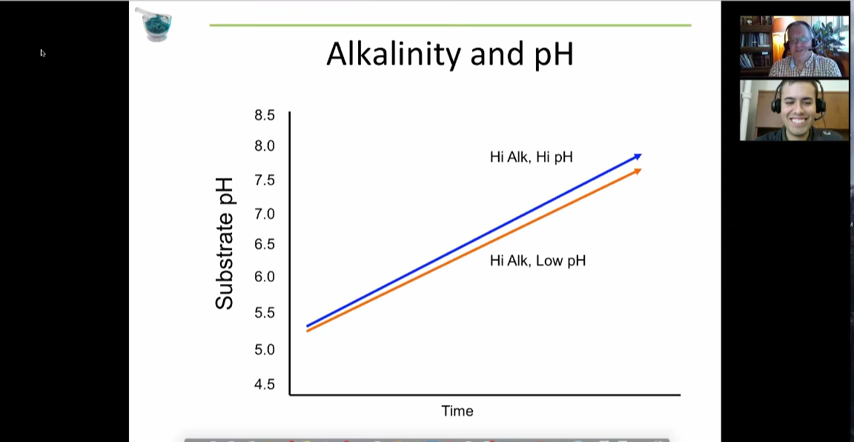 Alkalinity and pH
8.5
8.0
7.5
7.0
6.5
6.0
5.5
5.0
4.5
Substrate pH
Hi Alk, Hi pH
Hi Alk, Low pH
Time